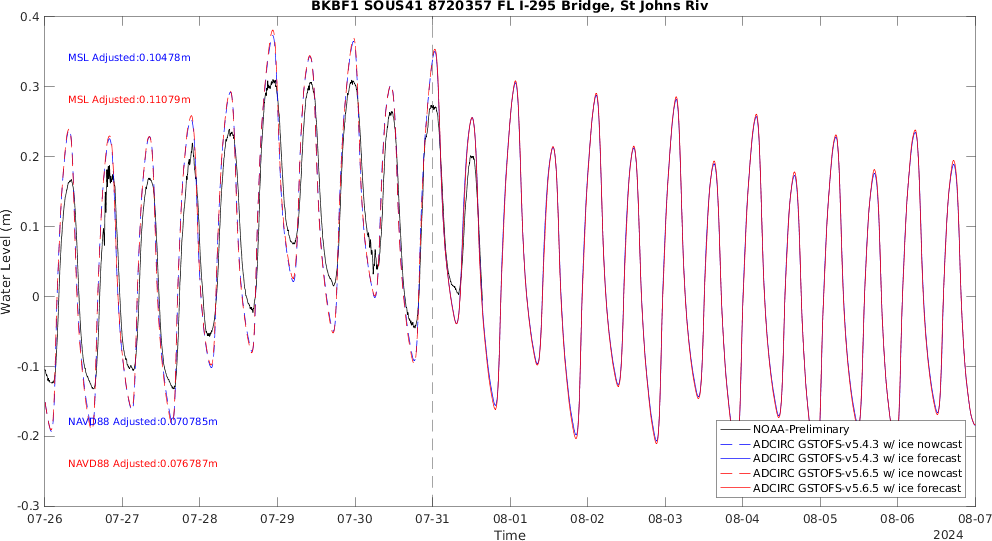 BKBF1 SOUS41 8720357 FL I-295 Bridge, St Johns Riv
0.4
0.3
0.2
0.1
0
-0.1
-0.2
-0.3
Water Level (m)
MSL Adjusted:0.10478m
MSL Adjusted:0.11079m
NAVD88 Adjusted:0.070785m
NAVD88 Adjusted:0.076787m
NOAA-Preliminary
ADCIRC GSTOFS-v5.4.3 w/ ice nowcast
ADCIRC GSTOFS-v5.4.3 w/ ice forecast
ADCIRC GSTOFS-v5.6.5 w/ ice nowcast
ADCIRC GSTOFS-v5.6.5 w/ ice forecast
07-26 07-27 07-28 07-29 07-30 07-31 08-01 08-02 08-03 08-04 08-05 08-06 08-07
Time
2024